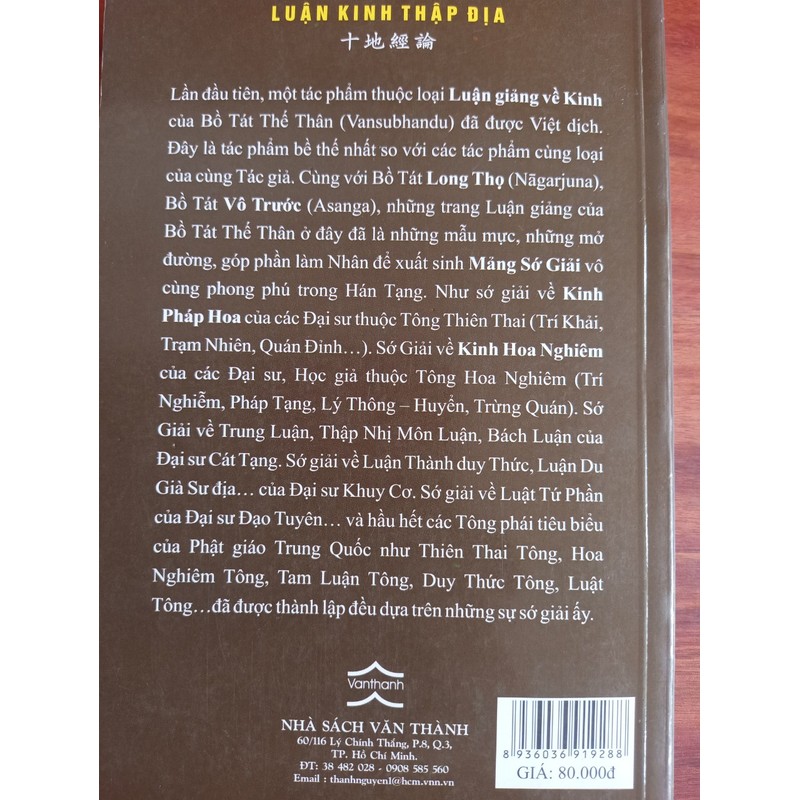 LUẬN KINH THẬP ĐỊA
十地經論
Lần đầu tiên, một tác phẩm thuộc loại Luận giảng về Kinh
của Bồ Tát Thế Thân (Vansubhandu) đã được Việt dịch.
Đây là tác phẩm bề thế nhất so với các tác phẩm cùng loại
của cùng Tác giả. Cùng với Bồ Tát Long Thọ (Nāgarjuna),
Bồ Tát Vô Trước (Asanga), những trang Luận giảng của
Bồ Tát Thế Thân ở đây đã là những mẫu mực, những mở
đường, góp phần làm Nhân để xuất sinh Mảng Sớ Giải vô
cùng phong phú trong Hán Tạng. Như sớ giải về Kinh
Pháp Hoa của các Đại sư thuộc Tông Thiên Thai (Trí Khải,
Trạm Nhiên, Quán Đỉnh...). Sớ Giải về Kinh Hoa Nghiêm
của các Đại sư, Học giả thuộc Tông Hoa Nghiêm (Trí
Nghiễm, Pháp Tạng, Lý Thông – Huyển, Trừng Quán). Sớ
Giải về Trung Luận, Thập Nhị Môn Luận, Bách Luận của
Đại sư Cát Tạng. Sớ giải về Luận Thành duy Thức, Luận Du
Già Sư địa... của Đại sư Khuy Cơ. Sớ giải về Luật Tứ Phần
của Đại sư Đạo Tuyên... và hầu hết các Tông phái tiêu biểu
của Phật giáo Trung Quốc như Thiên Thai Tông, Hoa
Nghiêm Tông, Tam Luận Tông, Duy Thức Tông, Luật
Tông...đã được thành lập đều dựa trên những sự sớ giải ấy.
Vanthanh
NHÀ SÁCH VĂN THÀNH
60/116 Lý Chính Thắng, P.8, Q.3,
TP. Hồ Chí Minh.
ĐT: 38 482 028 - 0908 585 560
Email : thanhnguyen1@hcm.vnn.vn
8 936036 919288
GIÁ: 80.000đ